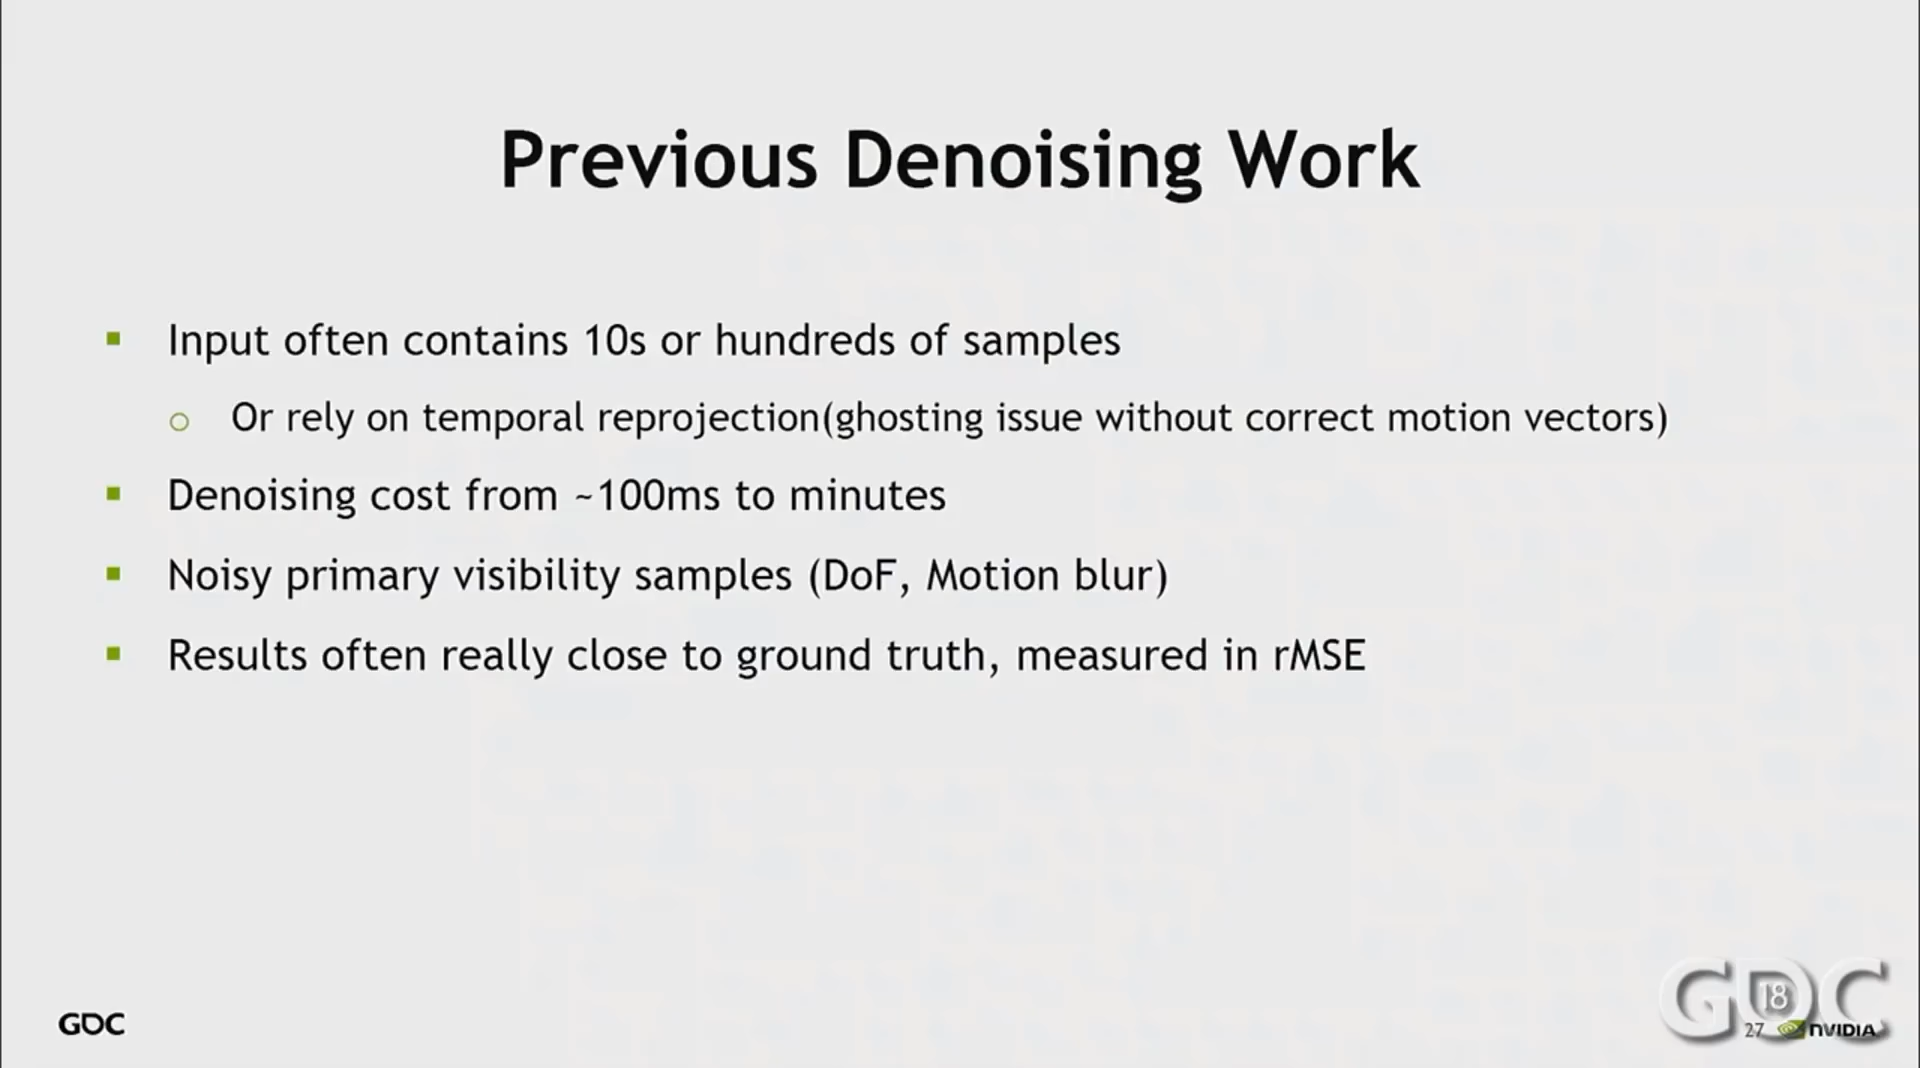 Previous Denoising Work
Input often contains 10s or hundreds of samples
Or rely on temporal reprojection(ghosting issue without correct motion vectors)
Denoising cost from ~100ms to minutes
Noisy primary visibility samples (DoF, Motion blur)
Results often really close to ground truth, measured in rMSE
GDC
GDC
18
27 NVIDIA